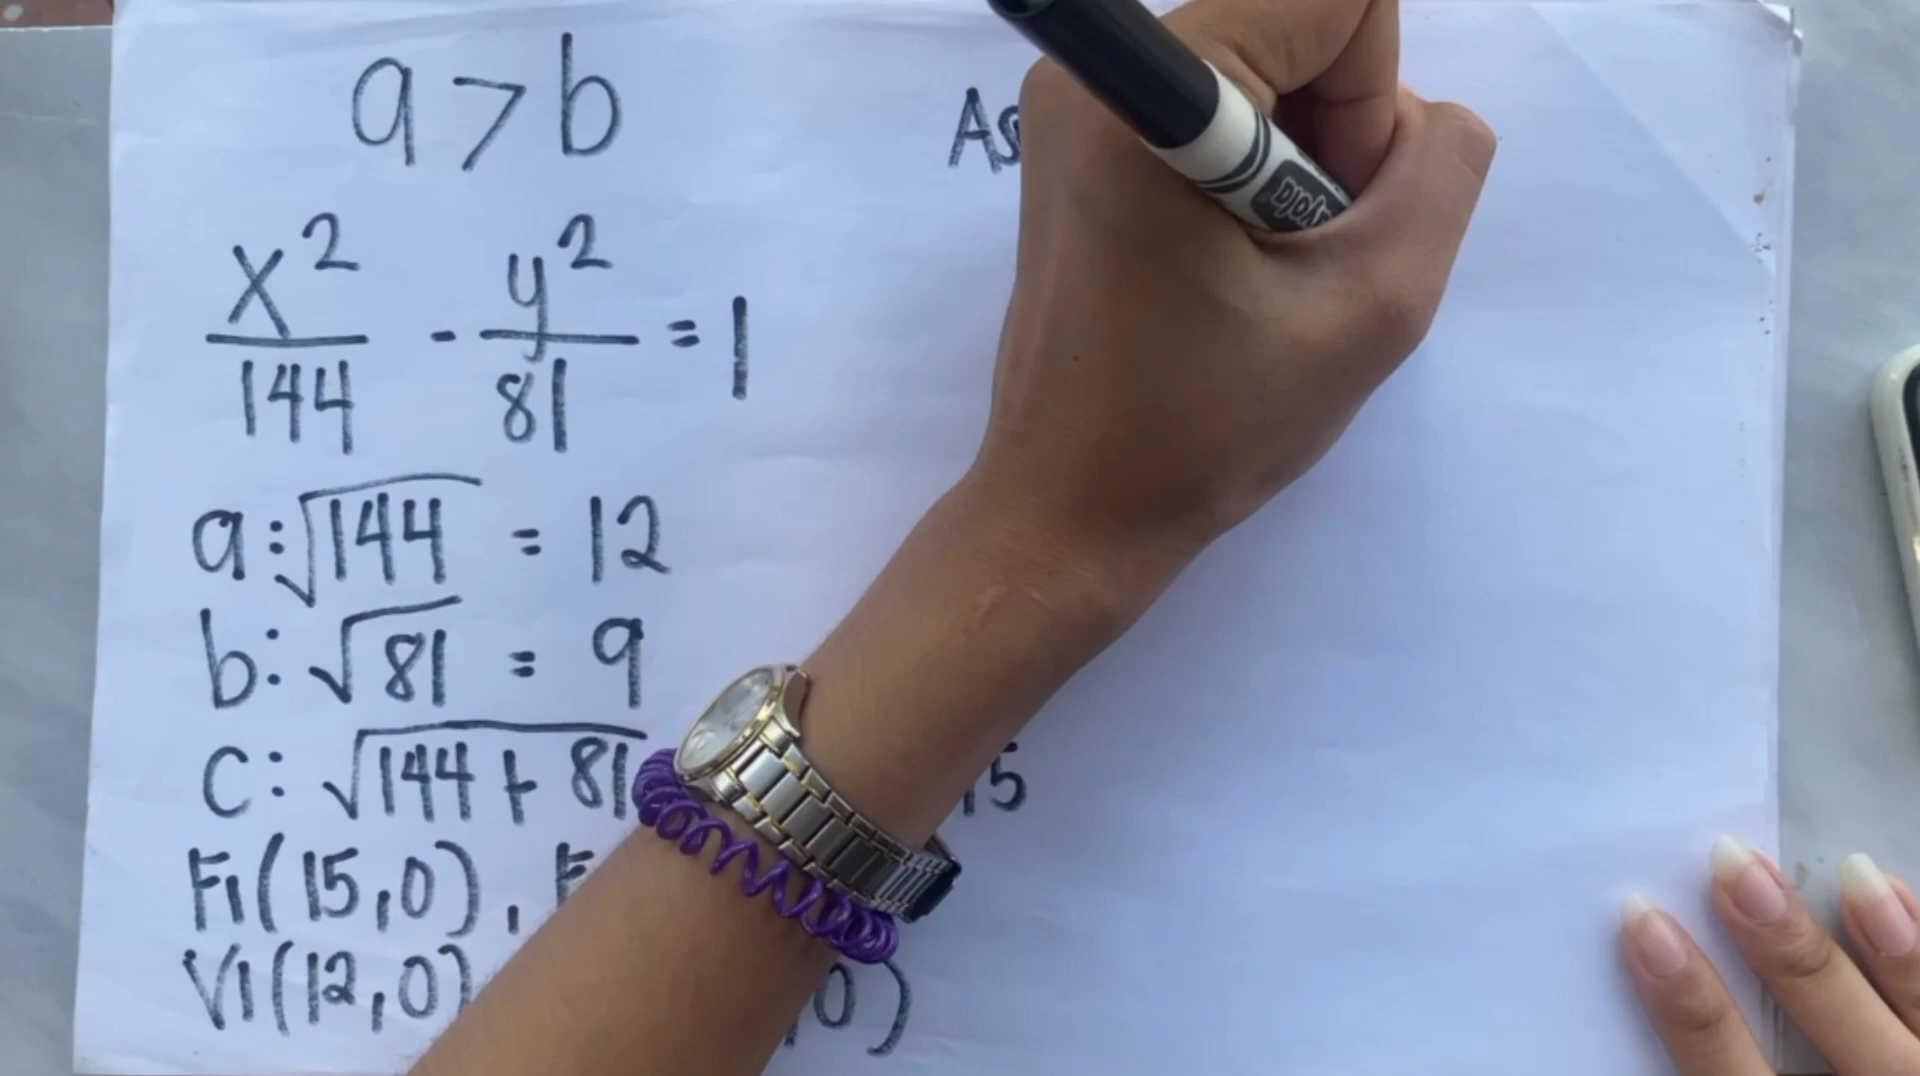 a > b
x² / 144 - y² / 81 = 1
a: √144 = 12
b: √81 = 9
c: √144 + 81 15
F1(15,0), F
V1(12,0) ,0)
As